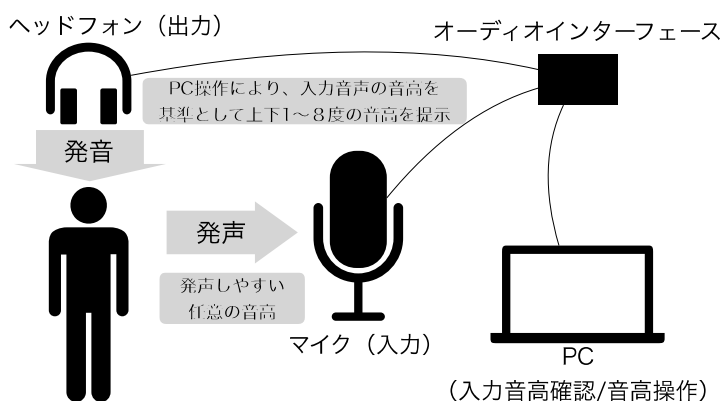 ヘッドフォン（出力）
オーディオインターフェース
PC操作により、入力音声の音高を
基準として上下1〜８度の音高を提示
発音
発声
発声しやすい
任意の音高
マイク（入力）
PC
（入力音高確認/音高操作）